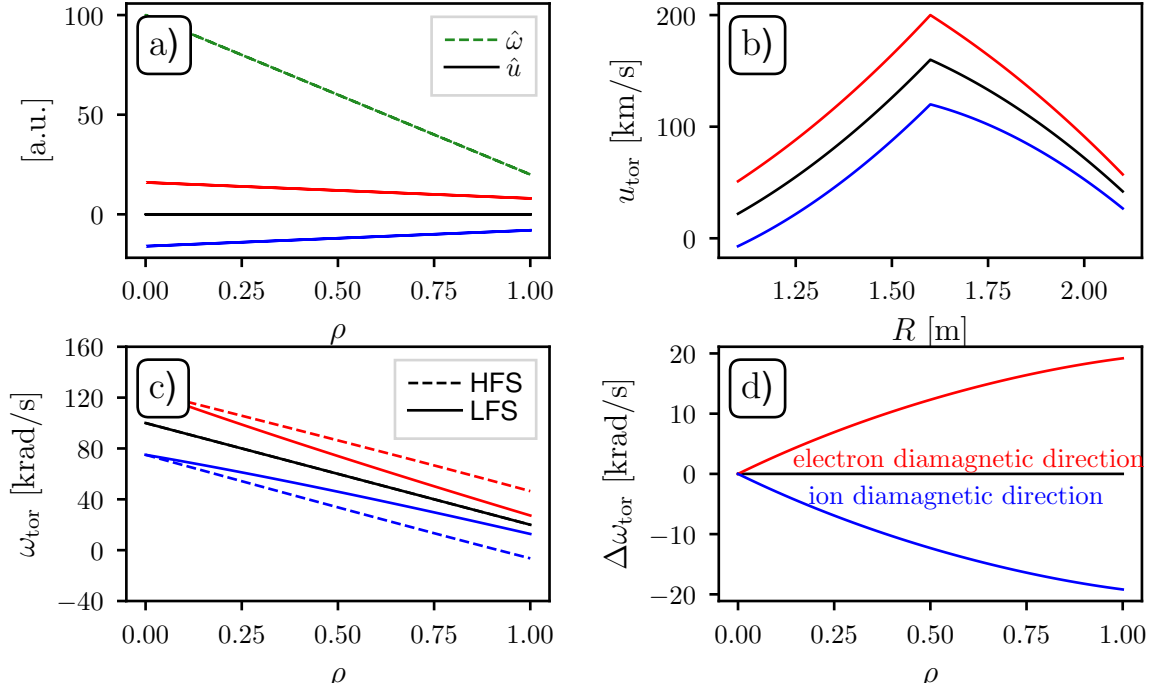 a)
100
50
0
[a.u.]
ω̂
û
0.00 0.25 0.50 0.75 1.00
ρ
b)
200
100
0
u_tor [km/s]
1.25 1.50 1.75 2.00
R [m]
c)
160
120
80
40
0
−40
ω_tor [krad/s]
HFS
LFS
0.00 0.25 0.50 0.75 1.00
ρ
d)
20
10
0
−10
−20
Δω_tor [krad/s]
electron diamagnetic direction
ion diamagnetic direction
0.00 0.25 0.50 0.75 1.00
ρ